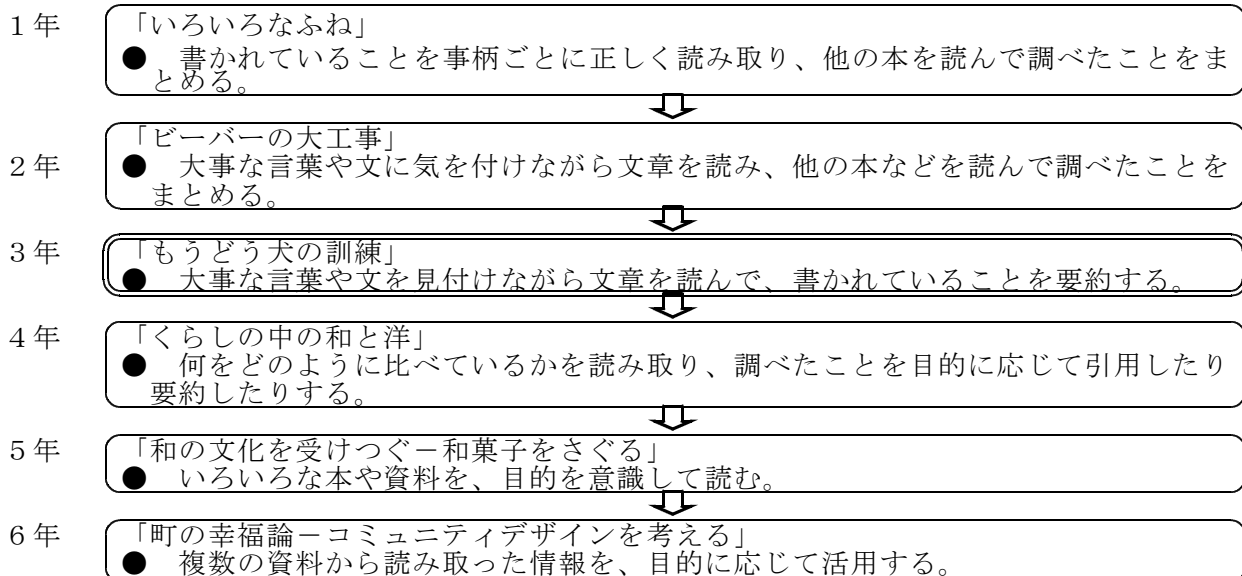 1年
「いろいろなふね」
● 書かれていることを事柄ごとに正しく読み取り、他の本を読んで調べたことをま
とめる。
2年
「ビーバーの大工事」
● 大事な言葉や文に気を付けながら文章を読み、他の本などを読んで調べたことを
まとめる。
3年
「もうどう犬の訓練」
● 大事な言葉や文を見付けながら文章を読んで、書かれていることを要約する。
4年
「くらしの中の和と洋」
● 何をどのように比べているかを読み取り、調べたことを目的に応じて引用したり
要約したりする。
5年
「和の文化を受けつぐ－和菓子をさぐる」
● いろいろな本や資料を、目的を意識して読む。
6年
「町の幸福論－コミュニティデザインを考える」
● 複数の資料から読み取った情報を、目的に応じて活用する。